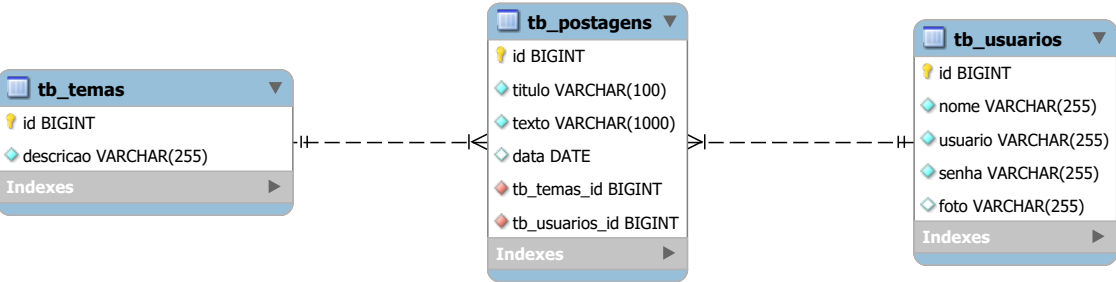 tb_temas
id BIGINT
descricao VARCHAR(255)
Indexes
tb_postagens
id BIGINT
titulo VARCHAR(100)
texto VARCHAR(1000)
data DATE
tb_temas_id BIGINT
tb_usuarios_id BIGINT
Indexes
tb_usuarios
id BIGINT
nome VARCHAR(255)
usuario VARCHAR(255)
senha VARCHAR(255)
foto VARCHAR(255)
Indexes